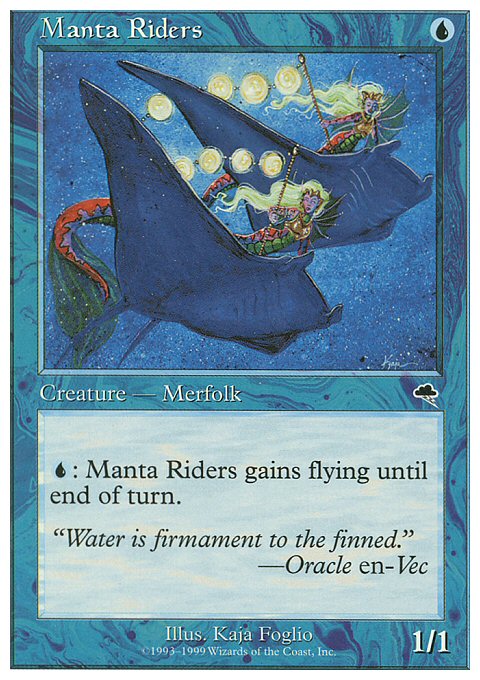 Manta Riders
Kaja
Creature — Merfolk
: Manta Riders gains flying until
end of turn.
“Water is firmament to the finned.”
—Oracle en-Vec
Illus. Kaja Foglio
©1993–1999 Wizards of the Coast, Inc.
1/1